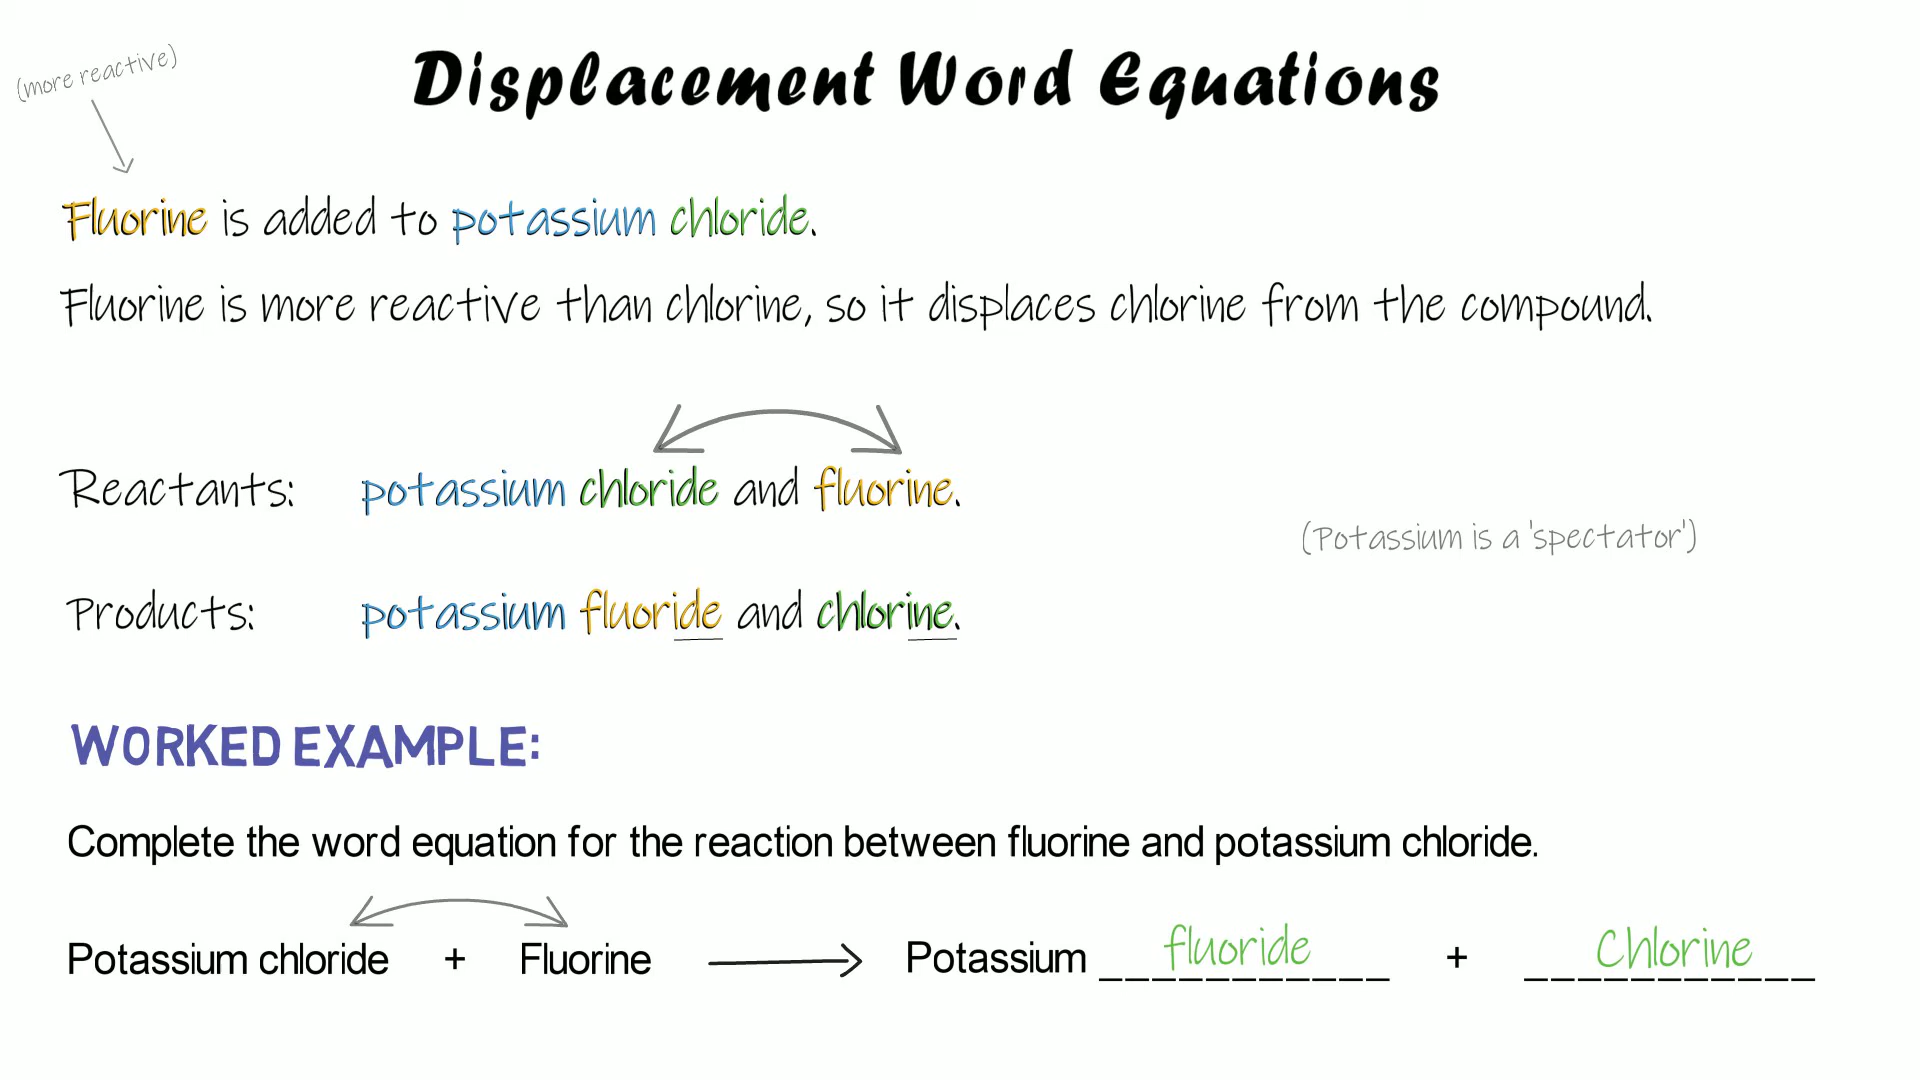 (more reactive)
Displacement Word Equations
Fluorine is added to potassium chloride.
Fluorine is more reactive than chlorine, so it displaces chlorine from the compound.
Reactants: potassium chloride and fluorine.
(Potassium is a 'spectator')
Products: potassium fluoride and chlorine.
WORKED EXAMPLE:
Complete the word equation for the reaction between fluorine and potassium chloride.
Potassium chloride + Fluorine → Potassium fluoride + Chlorine